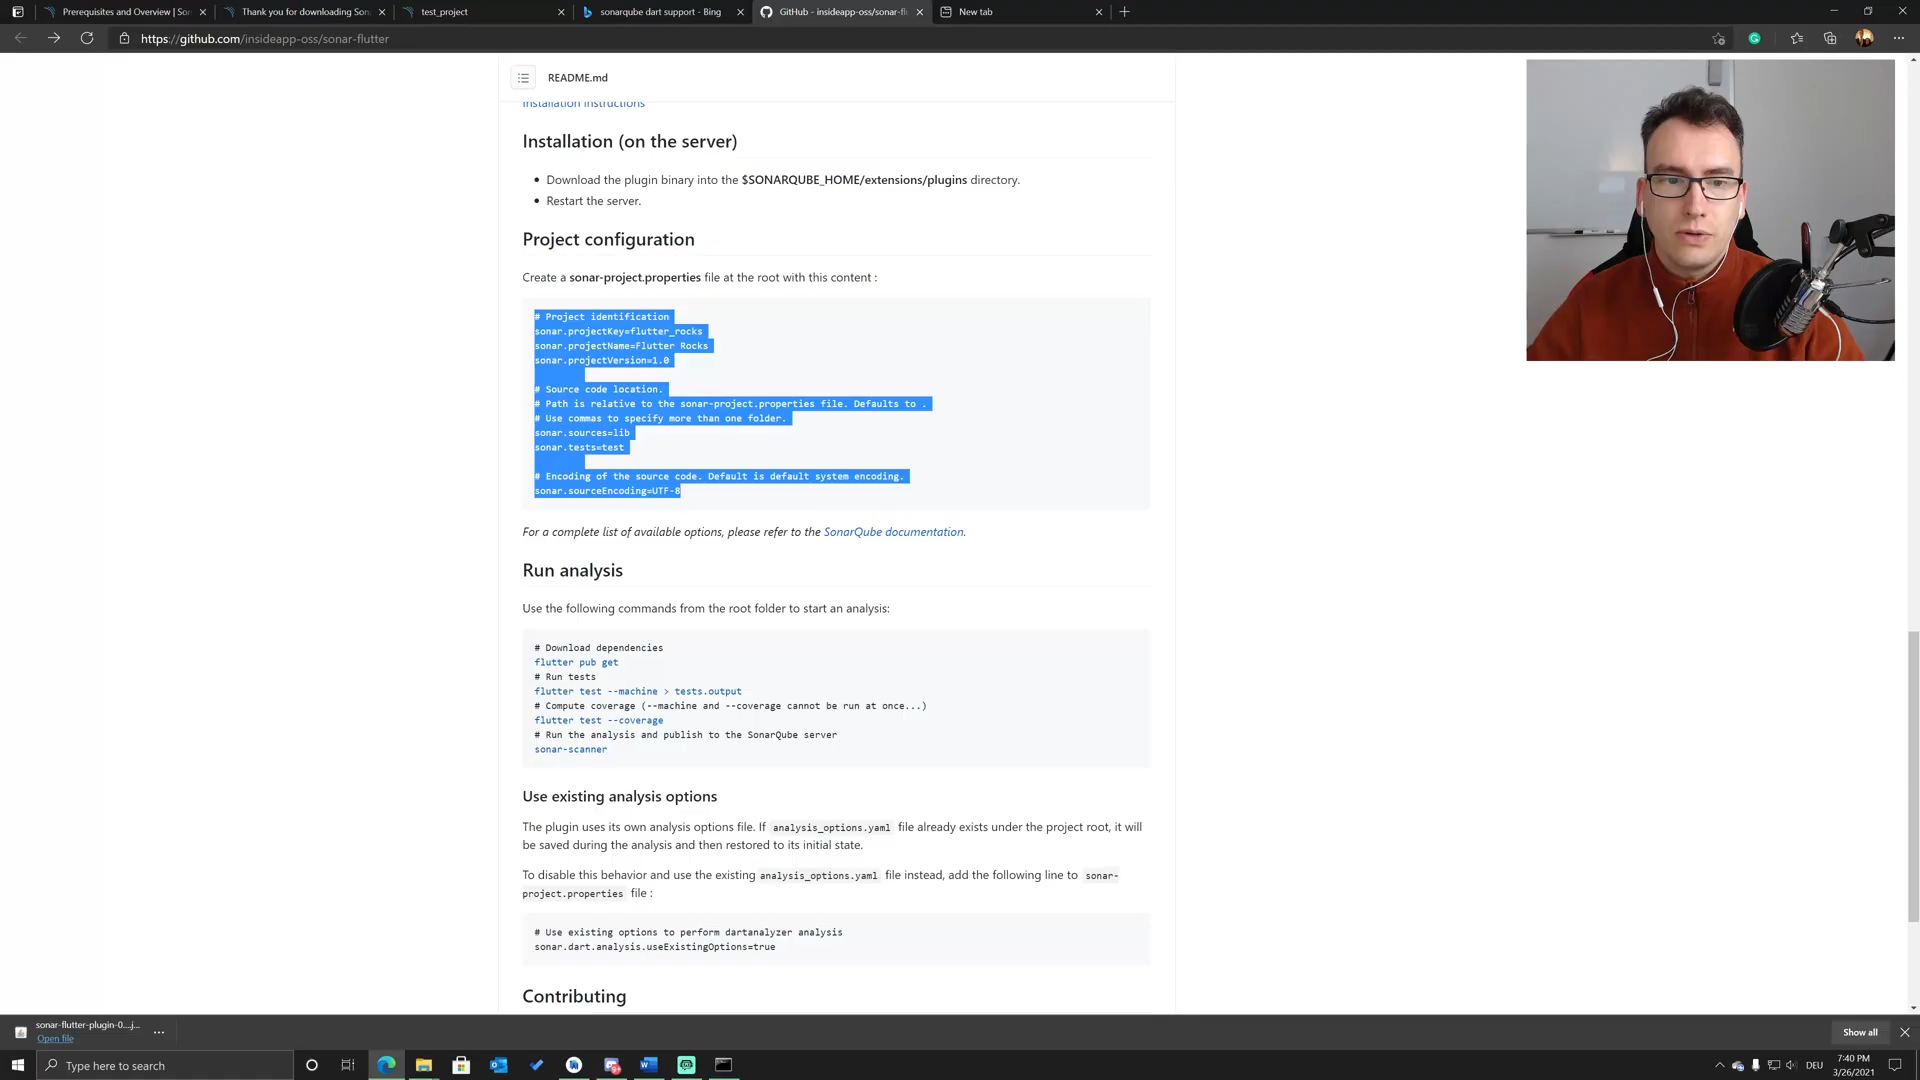 Prerequisites and Overview | Son
Thank you for downloading Son
test_project
sonarqube dart support - Bing
GitHub - insideapp-oss/sonar-fl
New tab
https://github.com/insideapp-oss/sonar-flutter
README.md
Installation instructions
Installation (on the server)
Download the plugin binary into the $SONARQUBE_HOME/extensions/plugins directory.
Restart the server.
Project configuration
Create a sonar-project.properties file at the root with this content :
# Project identification
sonar.projectKey=flutter_rocks
sonar.projectName=Flutter Rocks
sonar.projectVersion=1.0
# Source code location.
# Path is relative to the sonar-project.properties file. Defaults to .
# Use commas to specify more than one folder.
sonar.sources=lib
sonar.tests=test
# Encoding of the source code. Default is default system encoding.
sonar.sourceEncoding=UTF-8
For a complete list of available options, please refer to the SonarQube documentation.
Run analysis
Use the following commands from the root folder to start an analysis:
# Download dependencies
flutter pub get
# Run tests
flutter test --machine > tests.output
# Compute coverage (--machine and --coverage cannot be run at once...)
flutter test --coverage
# Run the analysis and publish to the SonarQube server
sonar-scanner
Use existing analysis options
The plugin uses its own analysis options file. If analysis_options.yaml file already exists under the project root, it will
be saved during the analysis and then restored to its initial state.
To disable this behavior and use the existing analysis_options.yaml file instead, add the following line to sonar-
project.properties file :
# Use existing options to perform dartanalyzer analysis
sonar.dart.analysis.useExistingOptions=true
Contributing
sonar-flutter-plugin-0....j...
Open file
Show all
Type here to search
DEU
7:40 PM
3/26/2021